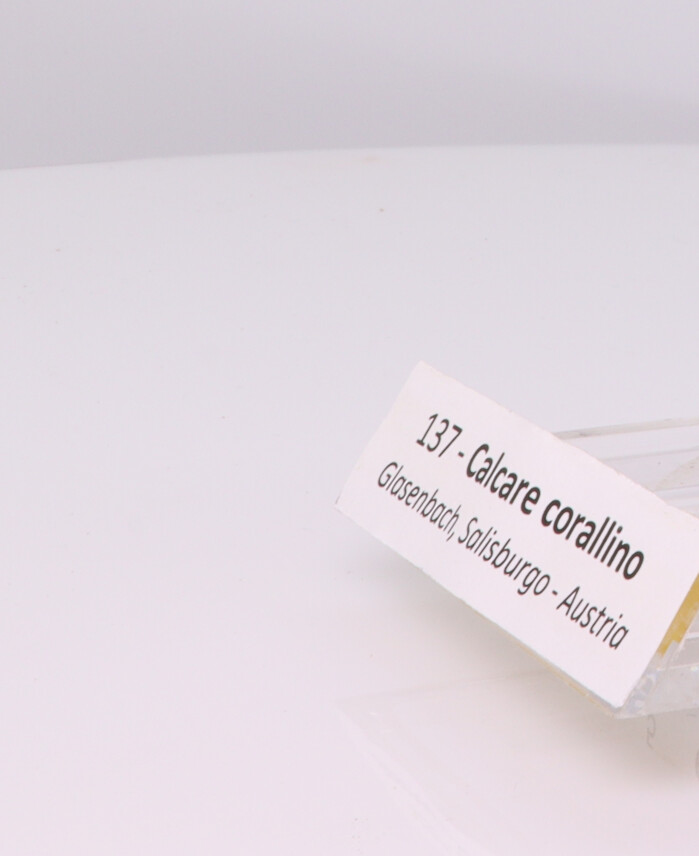 137 - Calcare corallino
Glasenbach, Salisburgo - Austria